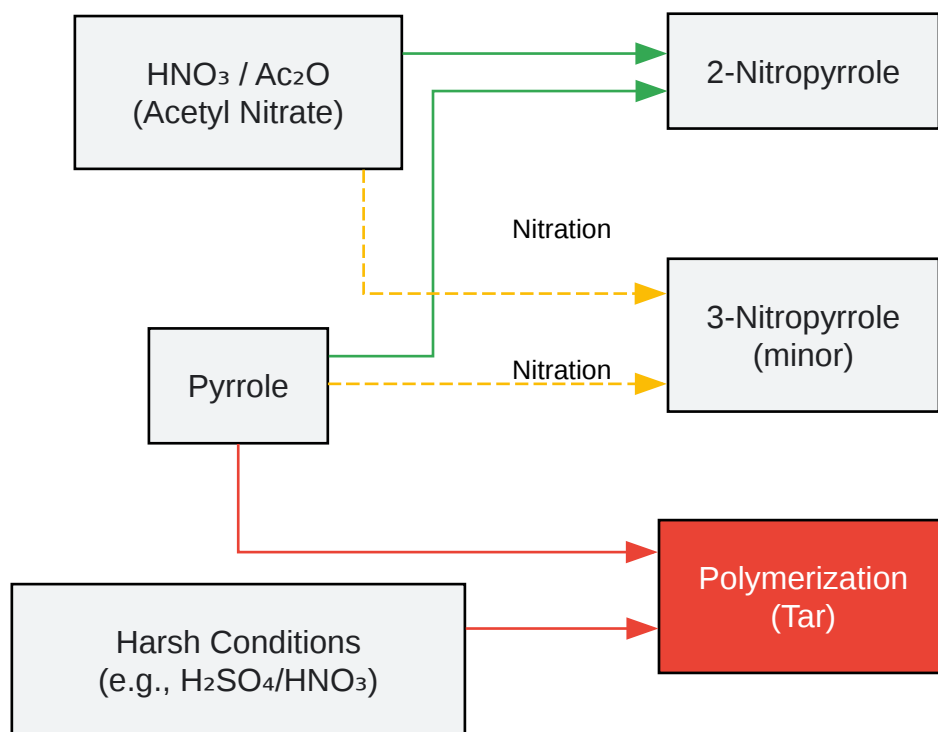 HNO₃ / Ac₂O
(Acetyl Nitrate)
2-Nitropyrrole
Nitration
3-Nitropyrrole
(minor)
Pyrrole
Nitration
Polymerization
(Tar)
Harsh Conditions
(e.g., H₂SO₄/HNO₃)